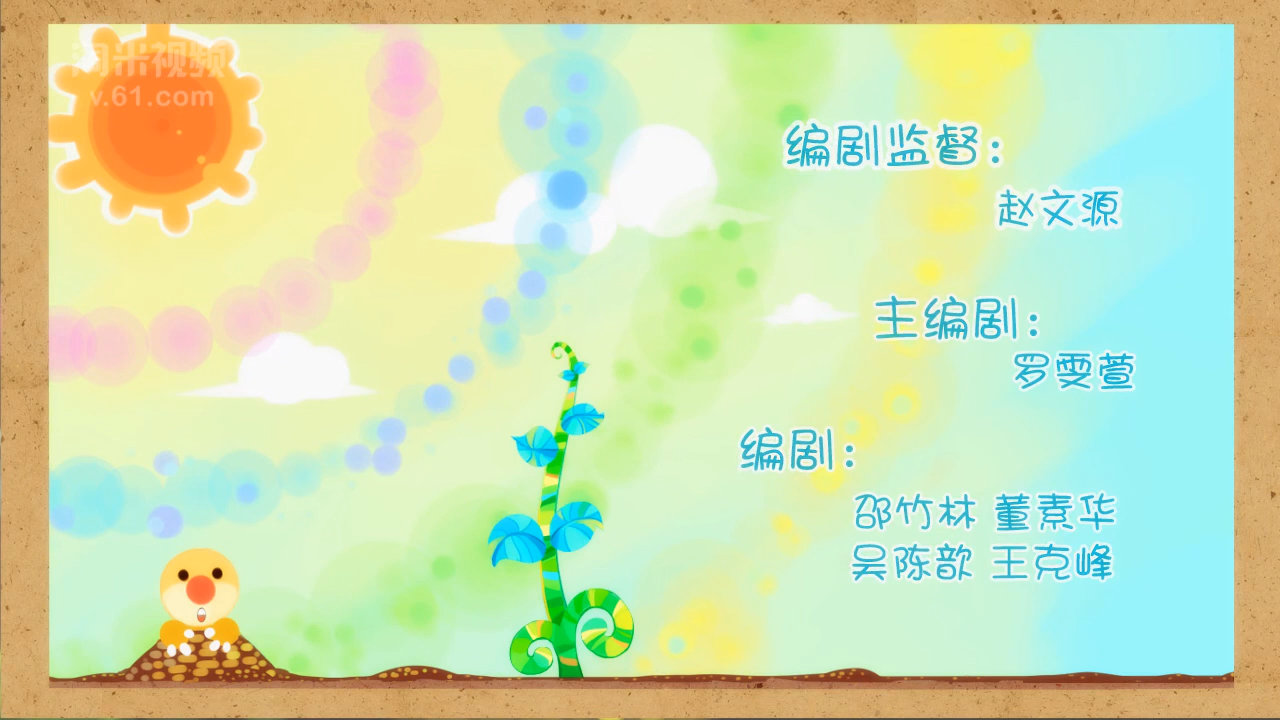 淘米视频
v.61.com
编剧监督：
赵文源
主编剧：
罗雯萱
编剧：
邵竹林 董素华
吴陈歆 王克峰